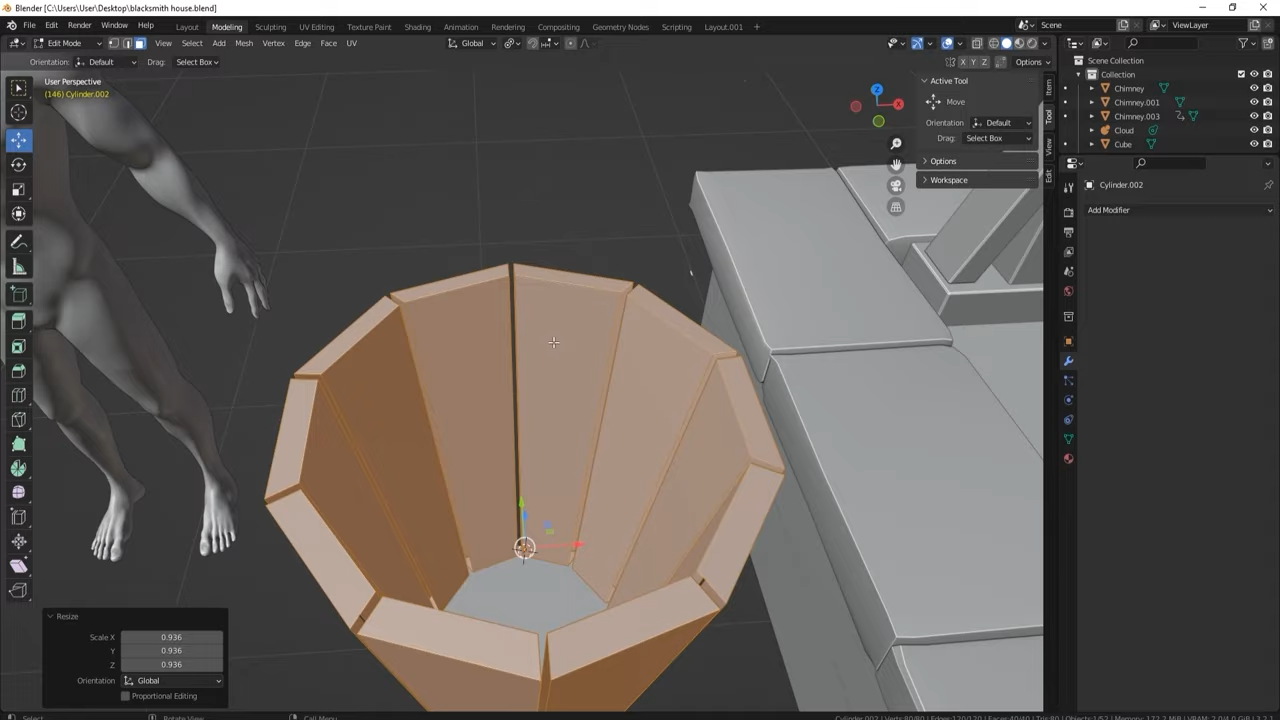 Blender [C:\Users\User\Desktop\blacksmith house.blend]
File Edit Render Window Help Layout Modeling Sculpting UV Editing Texture Paint Shading Animation Rendering Compositing Geometry Nodes Scripting Layout.001 + Scene ViewLayer
Edit Mode View Select Add Mesh Vertex Edge Face UV Global
Orientation: Default Drag: Select Box X Y Z Options
User Perspective
(146) Cylinder.002
Active Tool
Move
Orientation Default
Drag: Select Box
Options
Workspace
Item
Tool
View
Edit
Scene Collection
Collection
Chimney
Chimney.001
Chimney.003
Cloud
Cube
Cylinder.002
Add Modifier
Resize
Scale X 0.936
Y 0.936
Z 0.936
Orientation Global
Proportional Editing